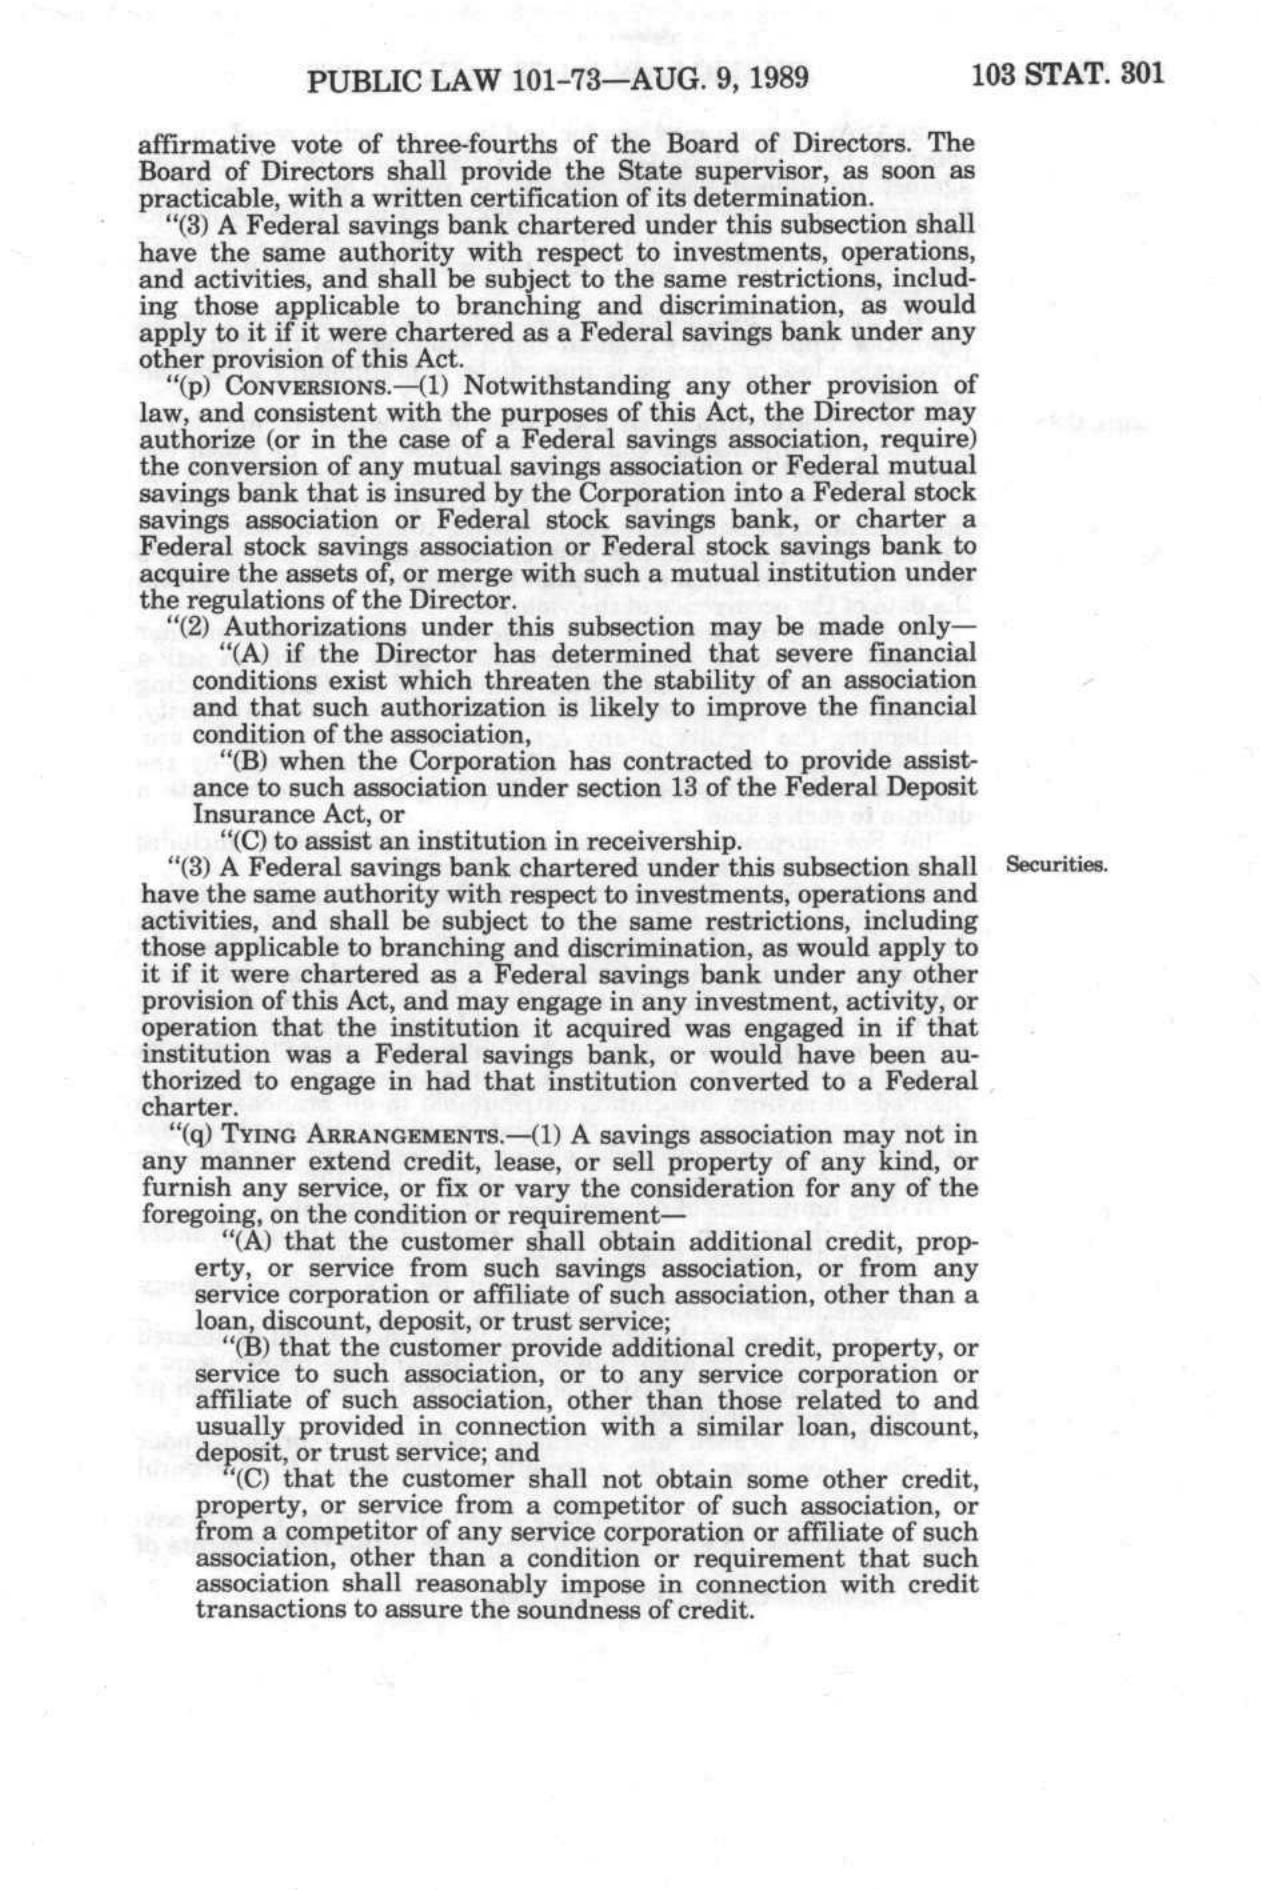 PUBLIC LAW 101-73—AUG. 9, 1989 103 STAT. 301
affirmative vote of three-fourths of the Board of Directors. The
Board of Directors shall provide the State supervisor, as soon as
practicable, with a written certification of its determination.
“(3) A Federal savings bank chartered under this subsection shall
have the same authority with respect to investments, operations,
and activities, and shall be subject to the same restrictions, includ-
ing those applicable to branching and discrimination, as would
apply to it if it were chartered as a Federal savings bank under any
other provision of this Act.
“(p) CONVERSIONS.—(1) Notwithstanding any other provision of
law, and consistent with the purposes of this Act, the Director may
authorize (or in the case of a Federal savings association, require)
the conversion of any mutual savings association or Federal mutual
savings bank that is insured by the Corporation into a Federal stock
savings association or Federal stock savings bank, or charter a
Federal stock savings association or Federal stock savings bank to
acquire the assets of, or merge with such a mutual institution under
the regulations of the Director.
“(2) Authorizations under this subsection may be made only—
“(A) if the Director has determined that severe financial
conditions exist which threaten the stability of an association
and that such authorization is likely to improve the financial
condition of the association,
“(B) when the Corporation has contracted to provide assist-
ance to such association under section 13 of the Federal Deposit
Insurance Act, or
“(C) to assist an institution in receivership.
“(3) A Federal savings bank chartered under this subsection shall Securities.
have the same authority with respect to investments, operations and
activities, and shall be subject to the same restrictions, including
those applicable to branching and discrimination, as would apply to
it if it were chartered as a Federal savings bank under any other
provision of this Act, and may engage in any investment, activity, or
operation that the institution it acquired was engaged in if that
institution was a Federal savings bank, or would have been au-
thorized to engage in had that institution converted to a Federal
charter.
“(q) TYING ARRANGEMENTS.—(1) A savings association may not in
any manner extend credit, lease, or sell property of any kind, or
furnish any service, or fix or vary the consideration for any of the
foregoing, on the condition or requirement—
“(A) that the customer shall obtain additional credit, prop-
erty, or service from such savings association, or from any
service corporation or affiliate of such association, other than a
loan, discount, deposit, or trust service;
“(B) that the customer provide additional credit, property, or
service to such association, or to any service corporation or
affiliate of such association, other than those related to and
usually provided in connection with a similar loan, discount,
deposit, or trust service; and
“(C) that the customer shall not obtain some other credit,
property, or service from a competitor of such association, or
from a competitor of any service corporation or affiliate of such
association, other than a condition or requirement that such
association shall reasonably impose in connection with credit
transactions to assure the soundness of credit.